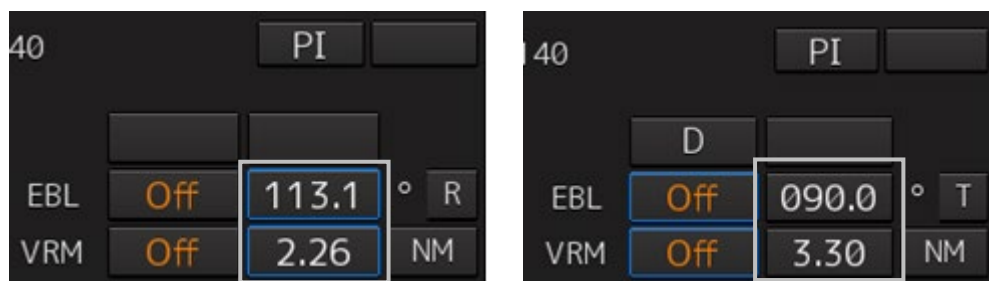 40 PI
EBL Off 113.1 ° R
VRM Off 2.26 NM
140 PI
D
EBL Off 090.0 ° T
VRM Off 3.30 NM